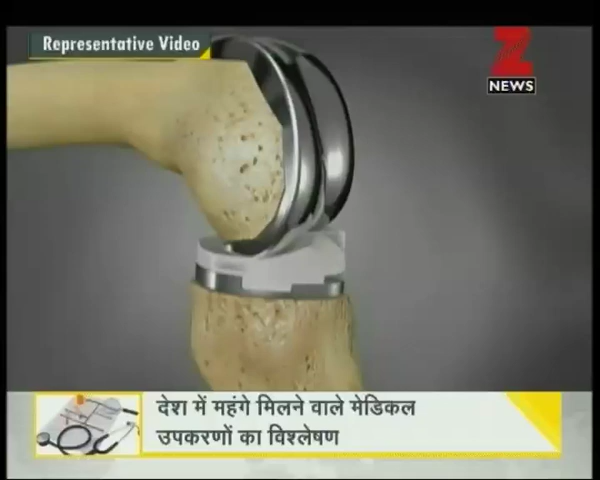 Representative Video
Z
NEWS
देश में महंगे मिलने वाले मेडिकल
उपकरणों का विश्लेषण